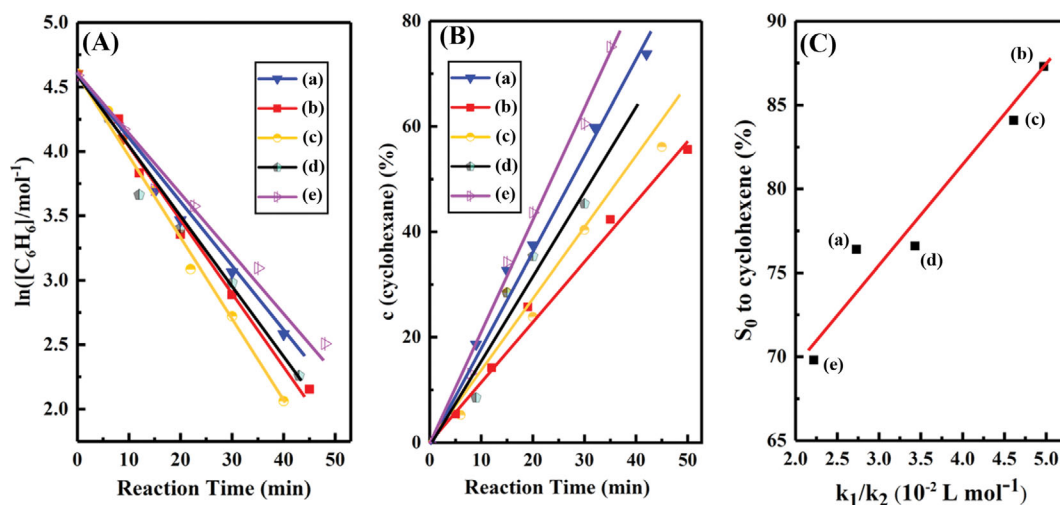 (A)
5.0
4.5
4.0
3.5
3.0
2.5
2.0
ln([C₆H₆]/mol⁻¹)
(a)
(b)
(c)
(d)
(e)
0 10 20 30 40 50
Reaction Time (min)
(B)
80
60
40
20
0
c (cyclohexane) (%)
(a)
(b)
(c)
(d)
(e)
0 10 20 30 40 50
Reaction Time (min)
(C)
90
85
80
75
70
65
S₀ to cyclohexene (%)
(b)
(c)
(a)
(d)
(e)
2.0 2.5 3.0 3.5 4.0 4.5 5.0
k₁/k₂ (10⁻² L mol⁻¹)